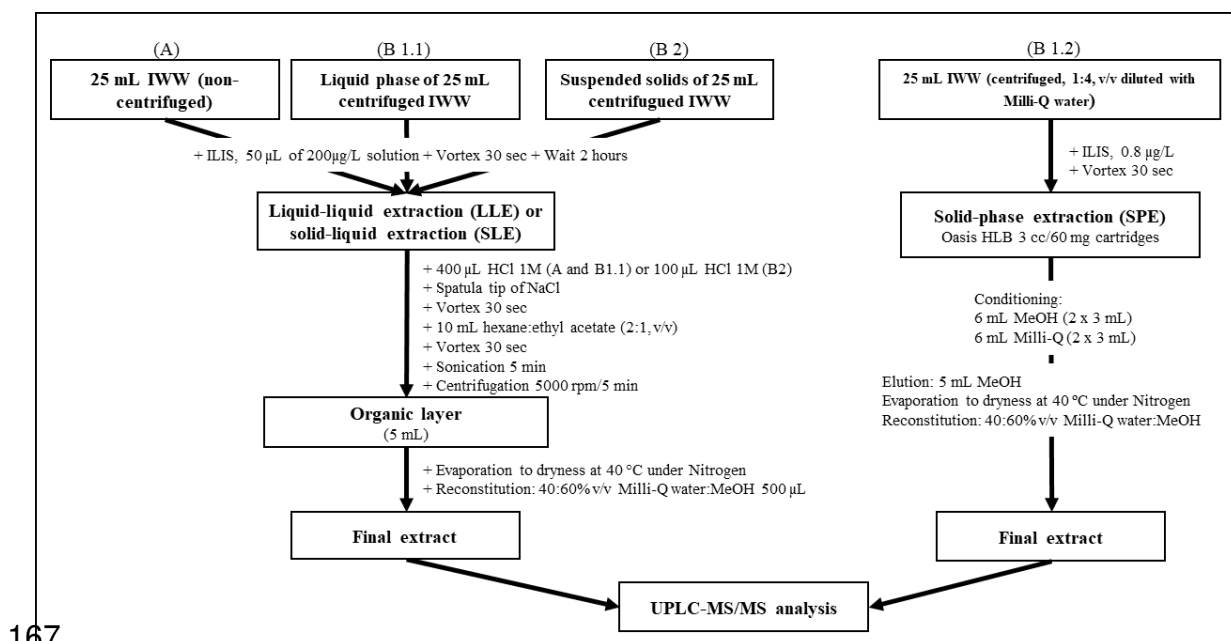 (A)
25 mL IWW (non-
centrifuged)
(B 1.1)
Liquid phase of 25 mL
centrifuged IWW
(B 2)
Suspended solids of 25 mL
centrifugued IWW
(B 1.2)
25 mL IWW (centrifuged, 1:4, v/v diluted with
Milli-Q water)
+ ILIS, 50 µL of 200µg/L solution + Vortex 30 sec + Wait 2 hours
Liquid-liquid extraction (LLE) or
solid-liquid extraction (SLE)
+ 400 µL HCl 1M (A and B1.1) or 100 µL HCl 1M (B2)
+ Spatula tip of NaCl
+ Vortex 30 sec
+ 10 mL hexane:ethyl acetate (2:1, v/v)
+ Vortex 30 sec
+ Sonication 5 min
+ Centrifugation 5000 rpm/5 min
Organic layer
(5 mL)
+ Evaporation to dryness at 40 °C under Nitrogen
+ Reconstitution: 40:60% v/v Milli-Q water:MeOH 500 µL
Final extract
+ ILIS, 0.8 µg/L
+ Vortex 30 sec
Solid-phase extraction (SPE)
Oasis HLB 3 cc/60 mg cartridges
Conditioning:
6 mL MeOH (2 x 3 mL)
6 mL Milli-Q (2 x 3 mL)
Elution: 5 mL MeOH
Evaporation to dryness at 40 °C under Nitrogen
Reconstitution: 40:60% v/v Milli-Q water:MeOH
Final extract
UPLC-MS/MS analysis
167